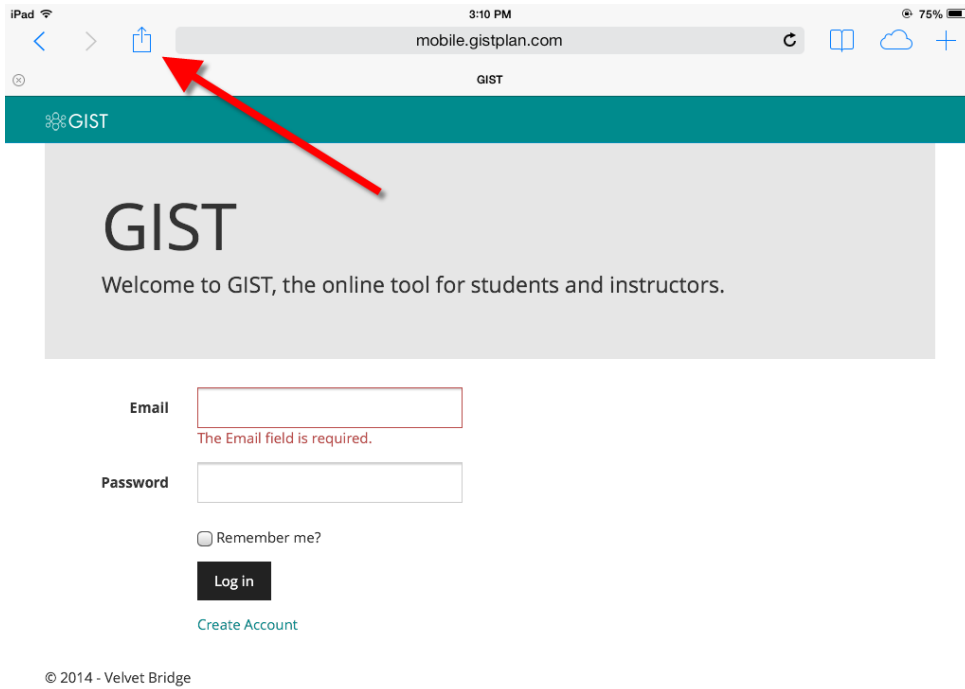 iPad 3:10 PM 75%
mobile.gistplan.com
GIST
GIST
GIST
Welcome to GIST, the online tool for students and instructors.
Email
The Email field is required.
Password
Remember me?
Log in
Create Account
© 2014 - Velvet Bridge